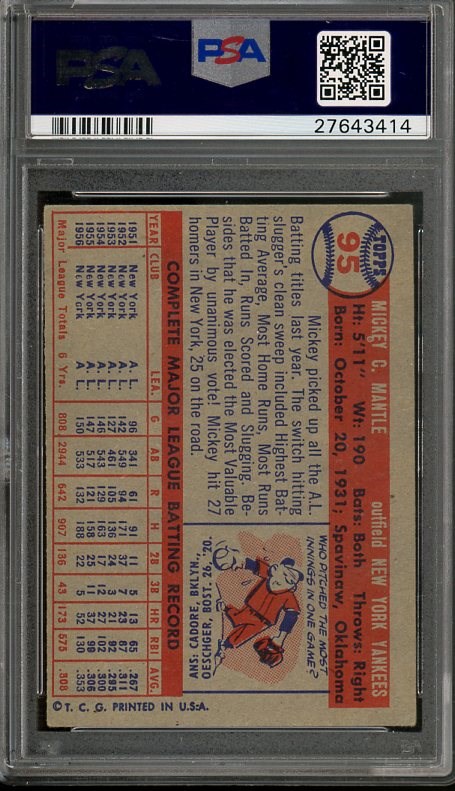 PSA
PSA
27643414
TOPPS
95
MICKEY C. MANTLE outfield NEW YORK YANKEES
Ht: 5'11" Wt: 190 Bats: Both Throws: Right
Born: October 20, 1931; Spavinaw, Oklahoma
Mickey picked up all the A.L.
Batting titles last year. The switch hitting
slugger's clean sweep included Highest Bat-
ting Average, Most Home Runs, Most Runs
Batted In, Runs Scored and Slugging. Be-
sides that he was elected the Most Valuable
Player by unanimous vote! Mickey hit 27
homers in New York, 25 on the road.
WHO PITCHED THE MOST
INNINGS IN ONE GAME?
ANS: CADORE, BKLYN.
OESCHGER BOST. 26, '20.
COMPLETE MAJOR LEAGUE BATTING RECORD
YEAR CLUB LEA. G AB R H 2B 3B HR RBI AVG.
1951 New York A. L. 96 341 61 91 11 5 13 65 .267
1952 New York A. L. 142 549 94 171 37 7 23 87 .311
1953 New York A. L. 127 461 105 136 24 3 21 92 .295
1954 New York A. L. 146 543 129 163 17 12 27 102 .300
1955 New York A. L. 147 517 121 158 25 11 37 99 .306
1956 New York A. L. 150 533 132 188 22 5 52 130 .353
Major League Totals 6 Yrs. 808 2944 642 907 136 43 173 575 .308
© T. C. G. PRINTED IN U.S.A.